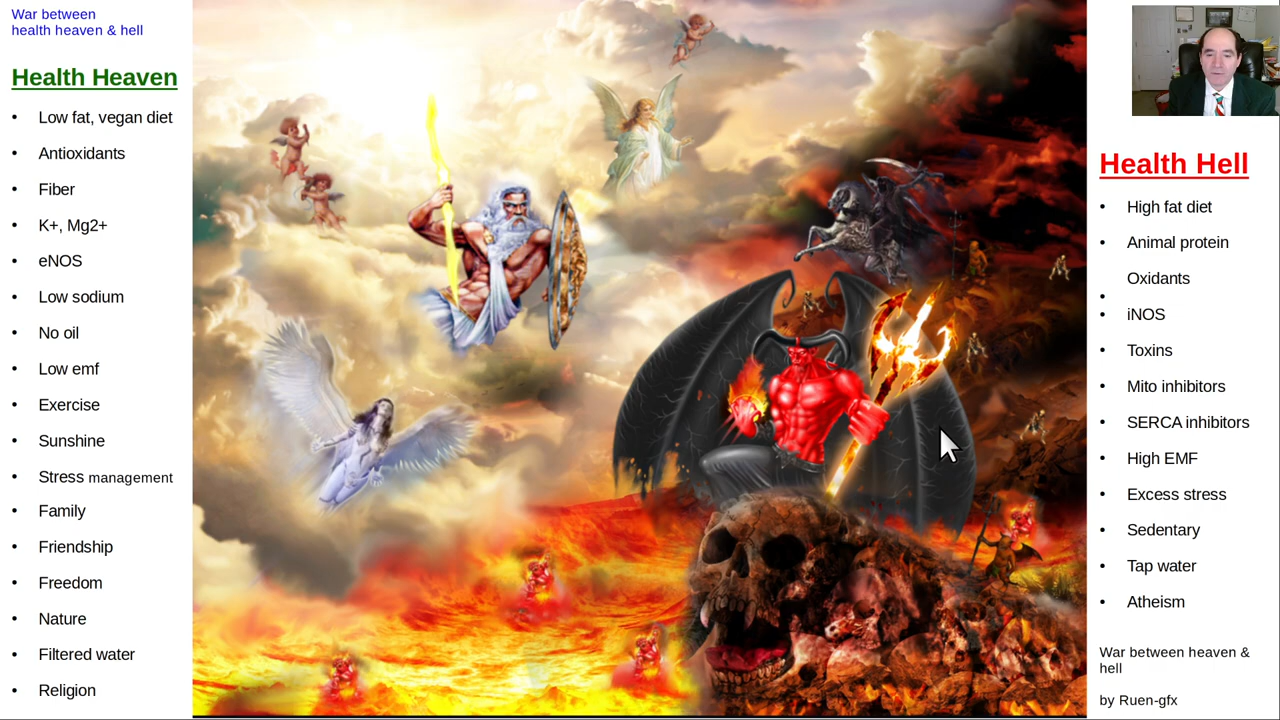 War between
health heaven & hell
Health Heaven
• Low fat, vegan diet
• Antioxidants
• Fiber
• K+, Mg2+
• eNOS
• Low sodium
• No oil
• Low emf
• Exercise
• Sunshine
• Stress management
• Family
• Friendship
• Freedom
• Nature
• Filtered water
• Religion
Health Hell
• High fat diet
• Animal protein
Oxidants
•
• iNOS
• Toxins
• Mito inhibitors
• SERCA inhibitors
• High EMF
• Excess stress
• Sedentary
• Tap water
• Atheism
War between heaven &
hell
by Ruen-gfx